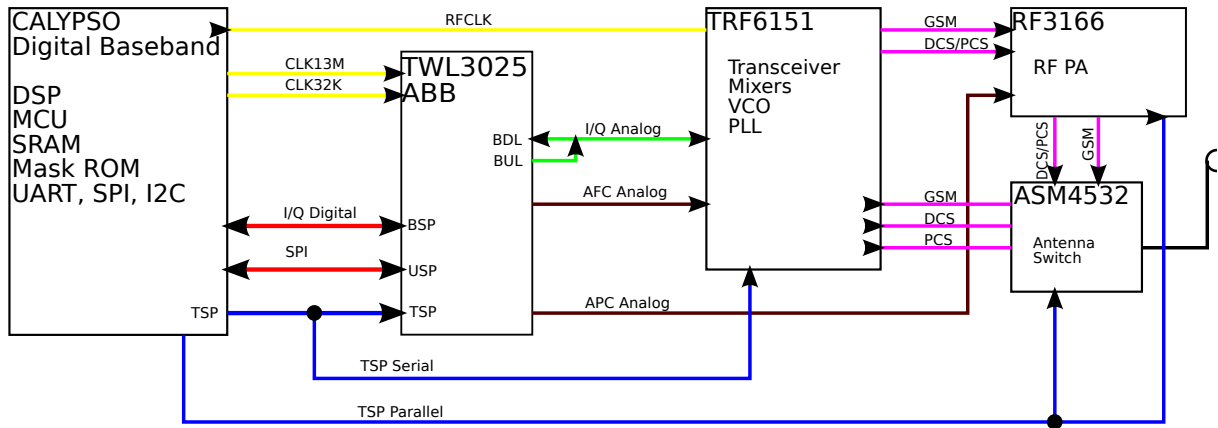 CALYPSO
Digital Baseband
DSP
MCU
SRAM
Mask ROM
UART, SPI, I2C
TSP
RFCLK
CLK13M
CLK32K
I/Q Digital
SPI
TWL3025
ABB
BDL
BUL
BSP
USP
TSP
I/Q Analog
AFC Analog
APC Analog
TSP Serial
TSP Parallel
TRF6151
Transceiver
Mixers
VCO
PLL
GSM
DCS/PCS
RF3166
RF PA
DCS/PCS
GSM
GSM
DCS
PCS
ASM4532
Antenna
Switch